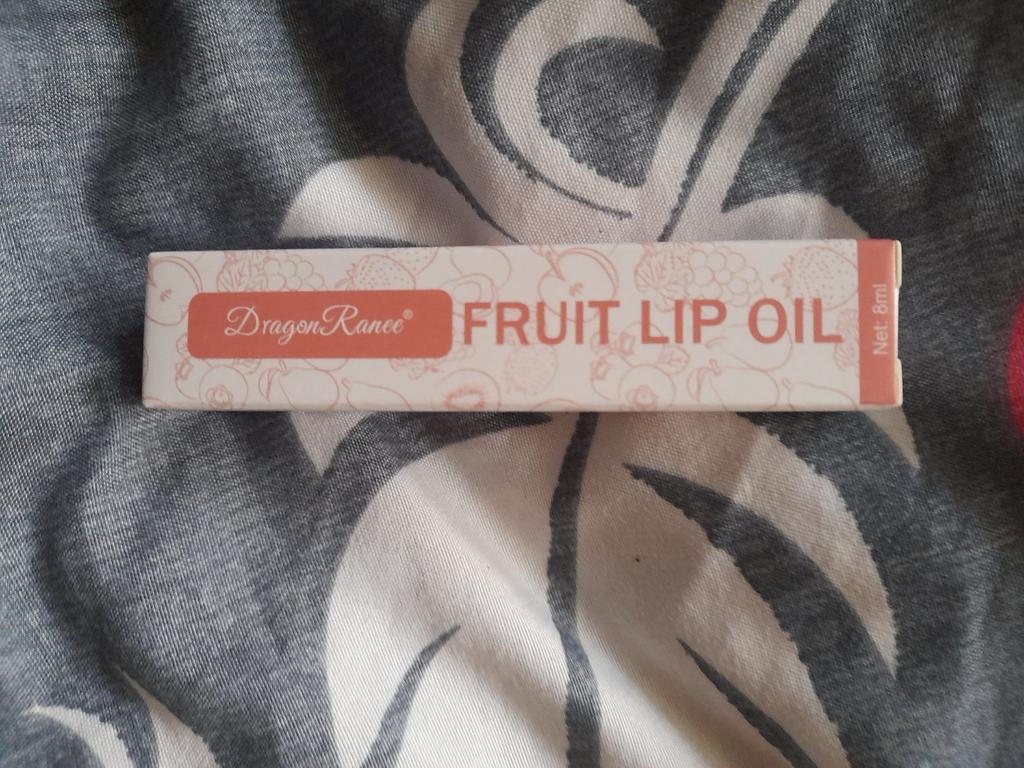 DragonRanee®
FRUIT LIP OIL
Net: 8ml